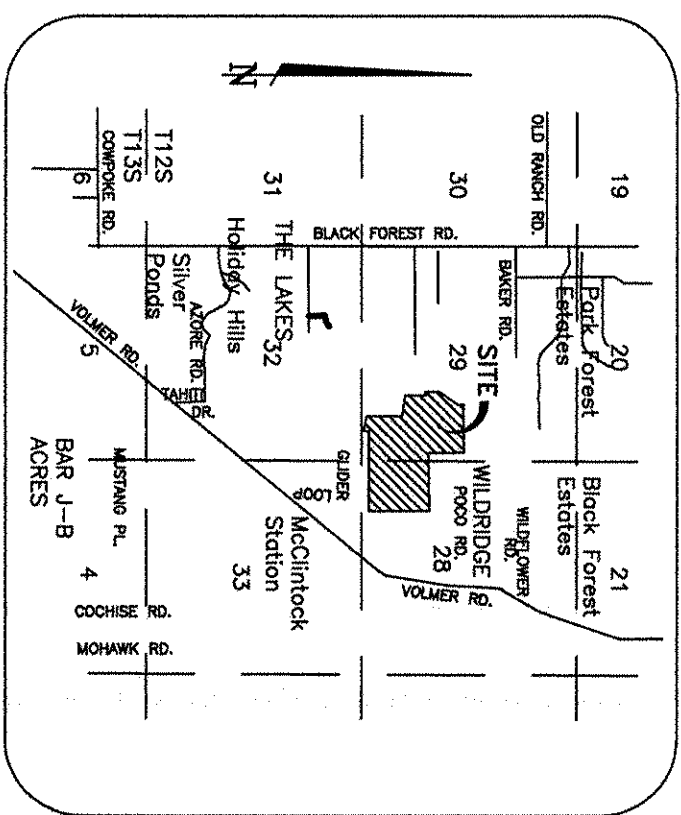 19
20
21
Park Forest
Estates
Black Forest
Estates
OLD RANCH RD.
BAKER RD.
WILDFLOWER
RD.
SITE
30
29
WILDRIDGE
POCO RD.
28
VOLMER RD.
BLACK FOREST RD.
GLIDER
LOOP
N
31
THE LAKES
32
McClintock
Station
33
Holiday Hills
AZORE RD.
Silver
Ponds
TAHITI
DR.
T12S
T13S
COWPOKE RD.
6
VOLMER RD.
5
MUSTANG PL.
4
COCHISE RD.
MOHAWK RD.
BAR J-B
ACRES